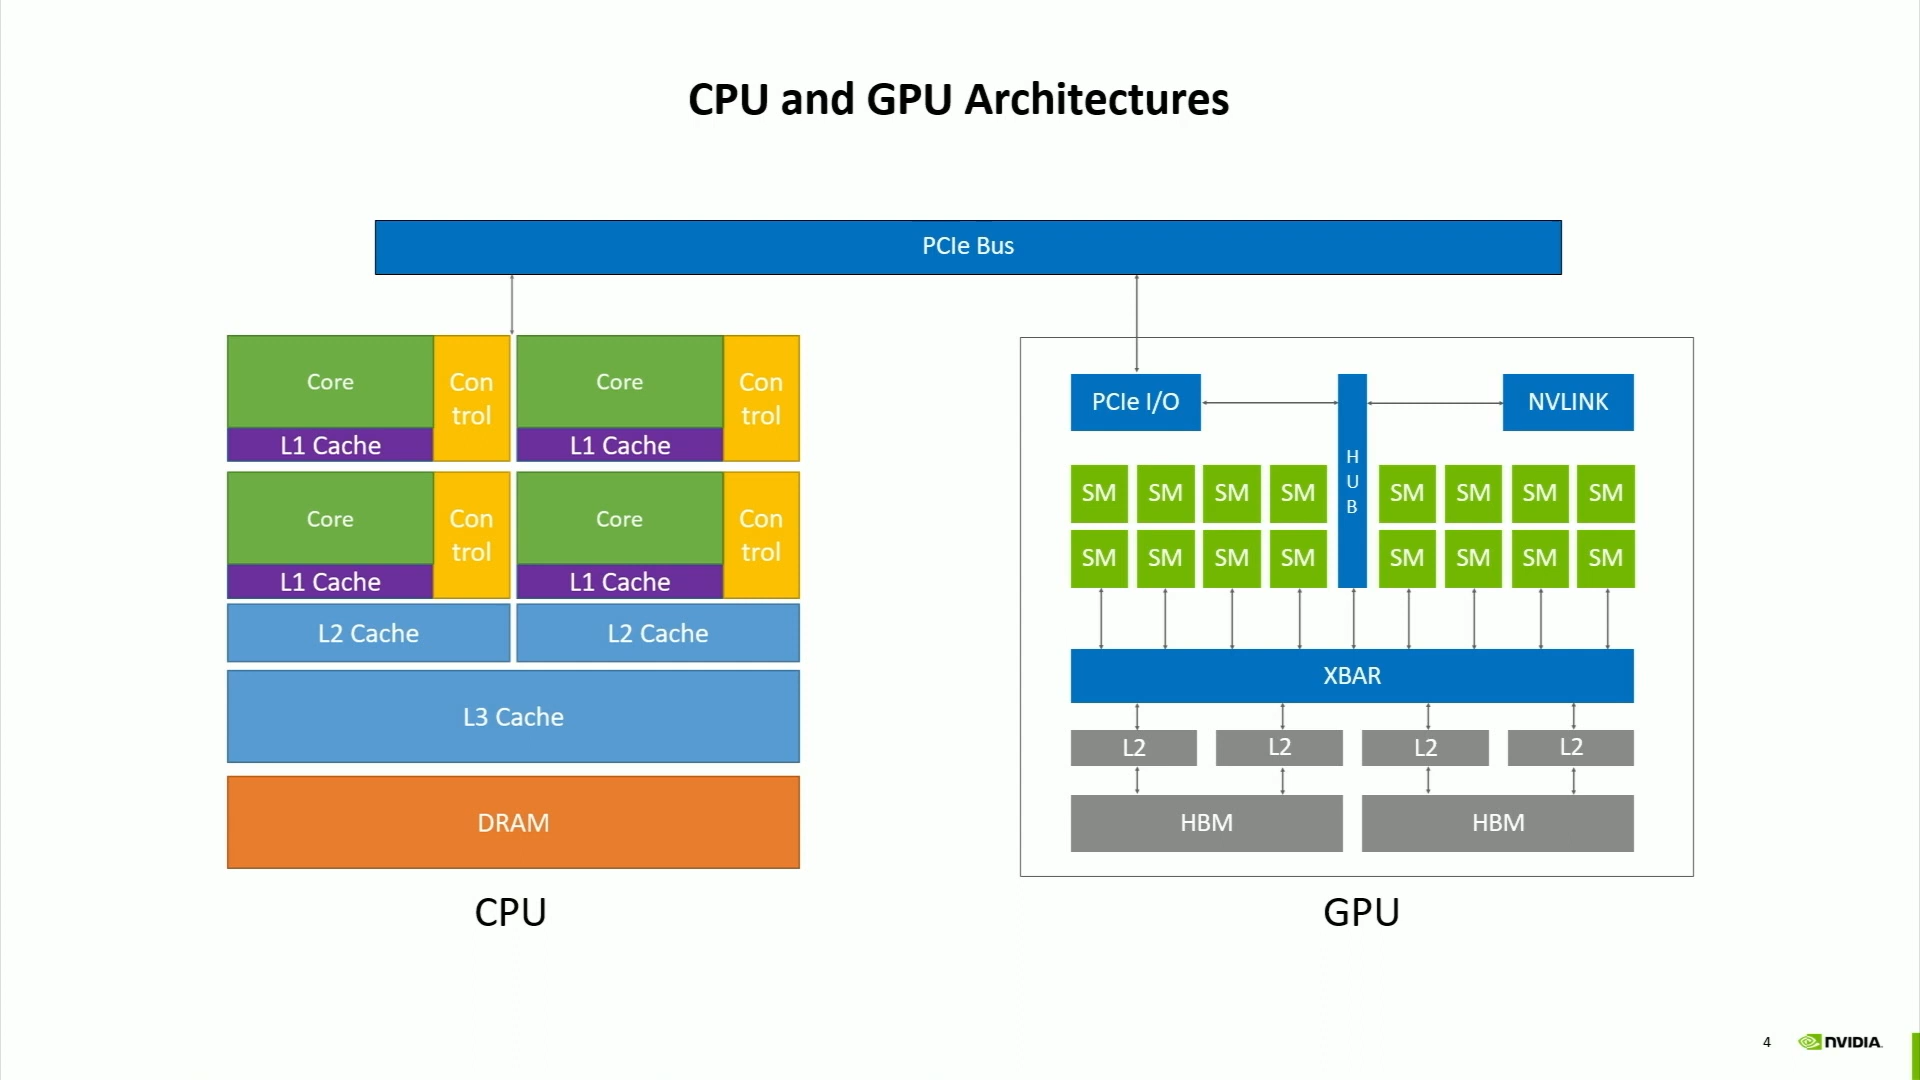 CPU and GPU Architectures
PCIe Bus
Core
Con
trol
L1 Cache
Core
Con
trol
L1 Cache
Core
Con
trol
L1 Cache
Core
Con
trol
L1 Cache
L2 Cache
L2 Cache
L3 Cache
DRAM
CPU
PCIe I/O
H
U
B
NVLINK
SM SM SM SM SM SM SM SM
SM SM SM SM SM SM SM SM
XBAR
L2 L2 L2 L2
HBM HBM
GPU
4
NVIDIA.